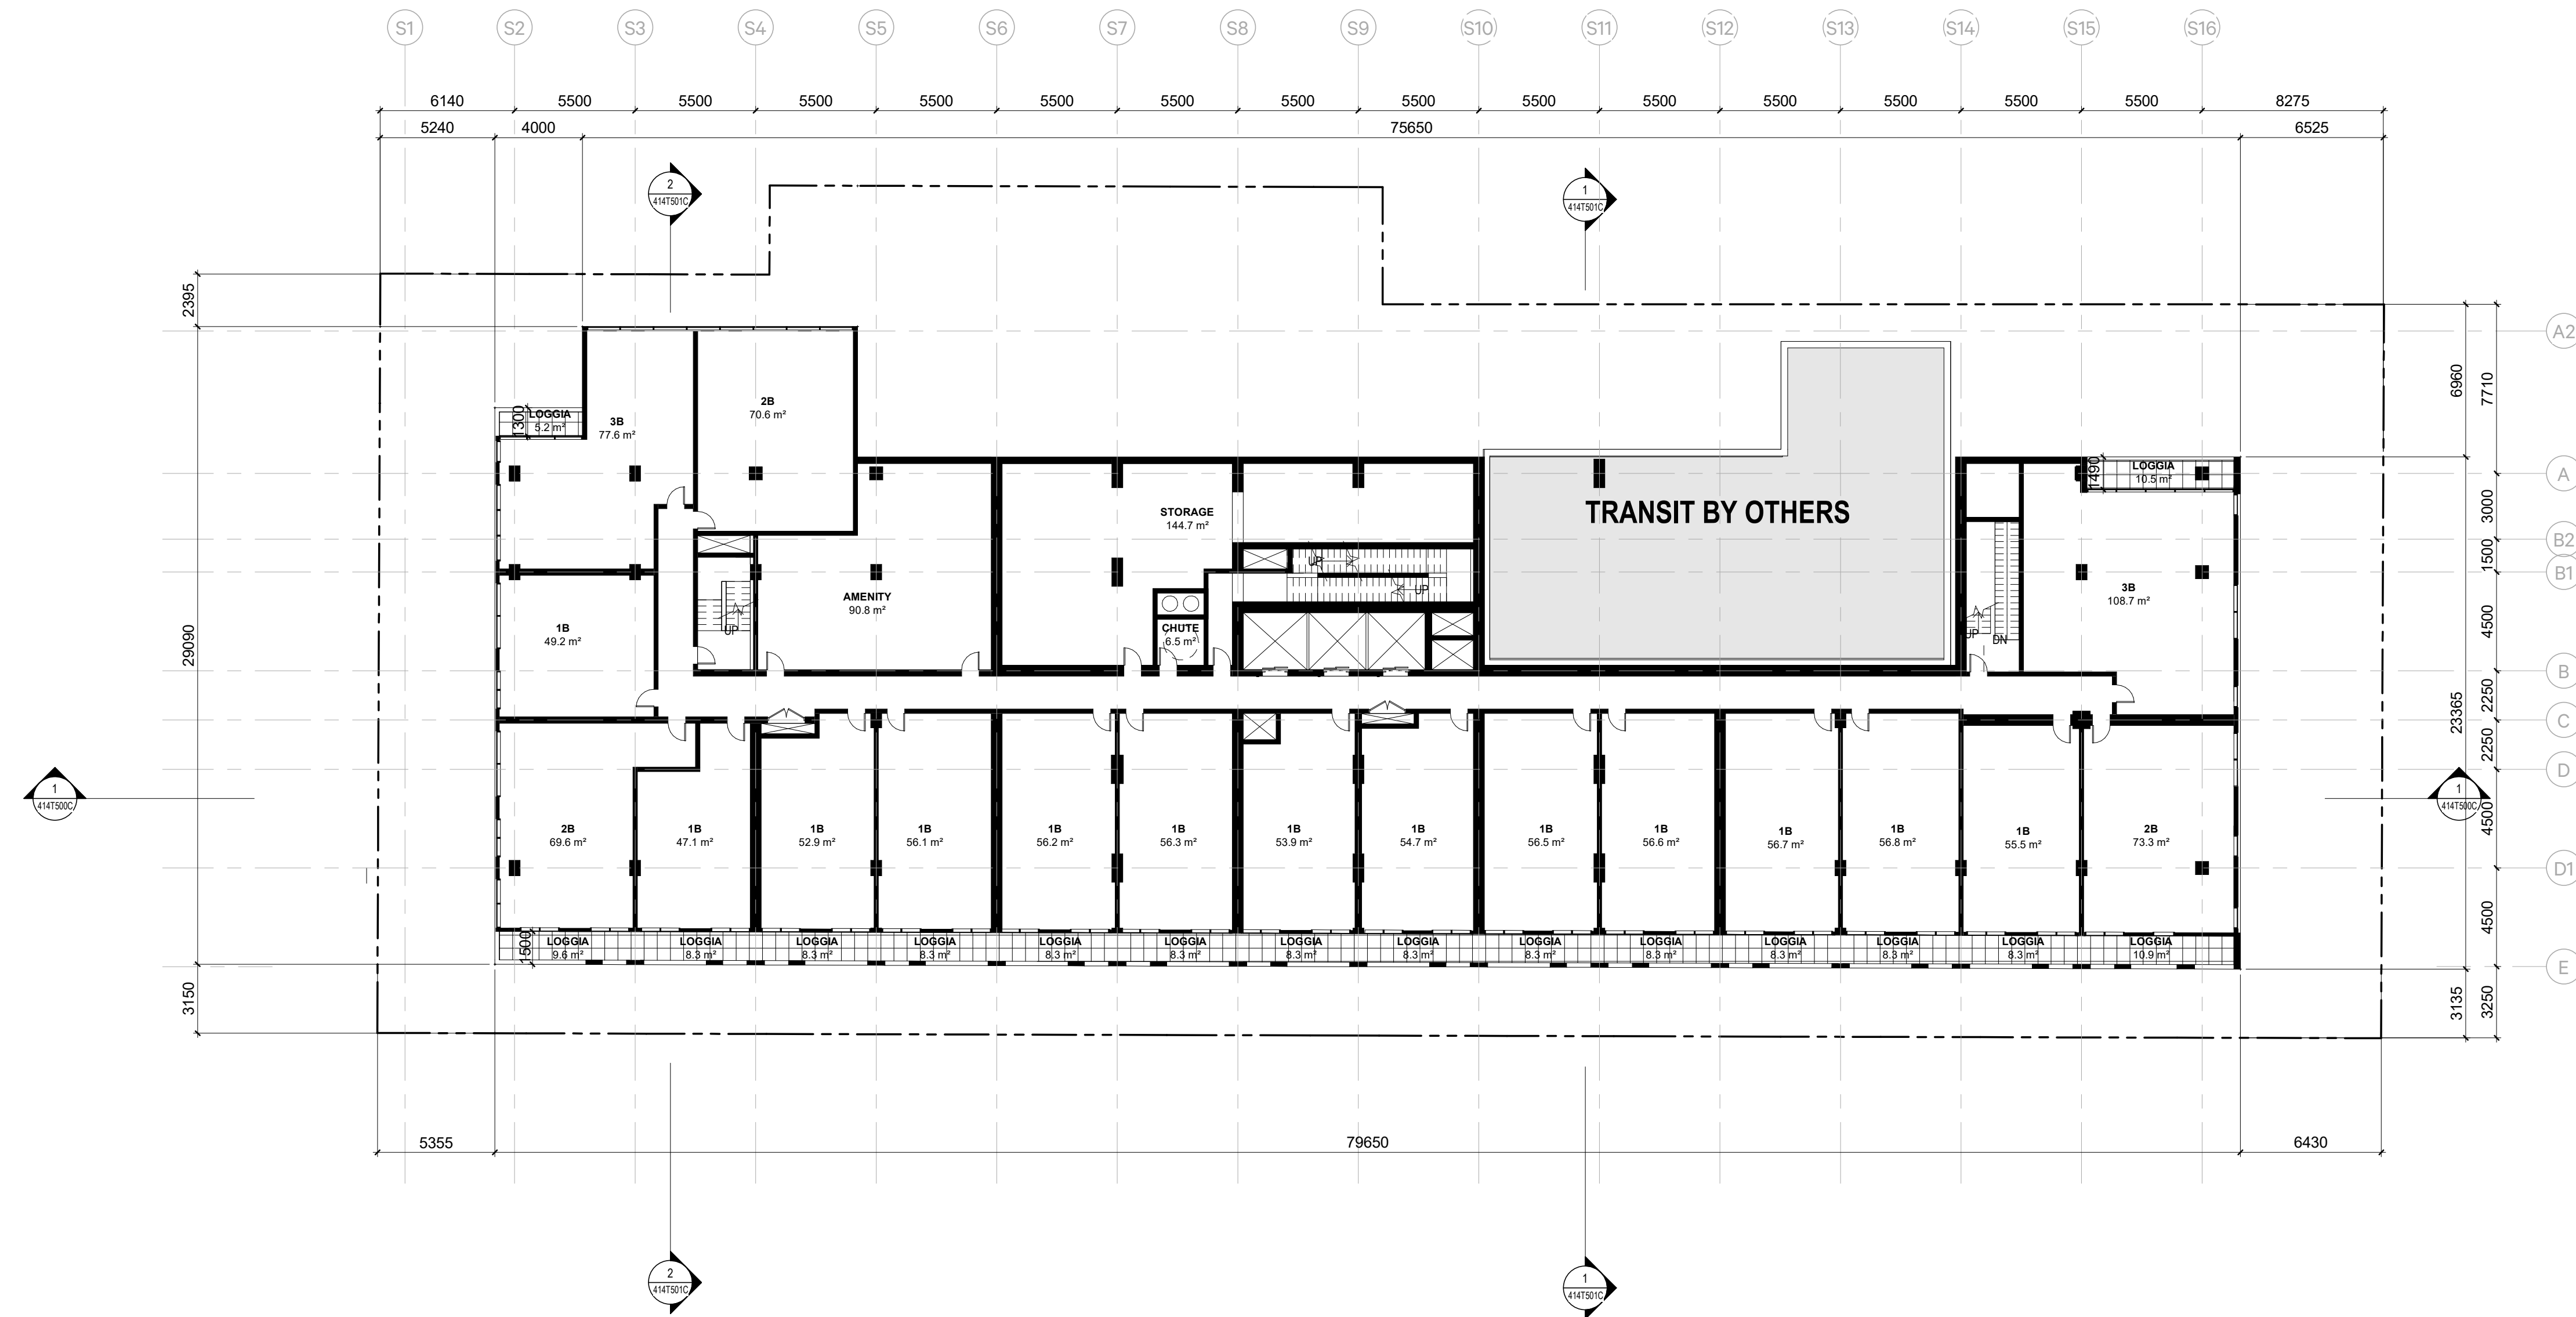 S1 S2 S3 S4 S5 S6 S7 S8 S9 S10 S11 S12 S13 S14 S15 S16
6140 5500 5500 5500 5500 5500 5500 5500 5500 5500 5500 5500 5500 5500 5500 8275
5240 4000 75650 6525
2
414T501C
1
414T501C
2395
29090
3150
A2
A
B2
B1
B
C
D
D1
E
6960
23365
3135
7710
3000
1500
4500
2250
2250
4500
4500
3250
1300
LOGGIA
5.2 m²
3B
77.6 m²
2B
70.6 m²
1490
LOGGIA
10.5 m²
STORAGE
144.7 m²
TRANSIT BY OTHERS
UP
UP
AMENITY
90.8 m²
3B
108.7 m²
1B
49.2 m²
UP
CHUTE
6.5 m²
UP
DN
1
414T500C
1
414T500C
2B
69.6 m²
1B
47.1 m²
1B
52.9 m²
1B
56.1 m²
1B
56.2 m²
1B
56.3 m²
1B
53.9 m²
1B
54.7 m²
1B
56.5 m²
1B
56.6 m²
1B
56.7 m²
1B
56.8 m²
1B
55.5 m²
2B
73.3 m²
1500
LOGGIA
9.6 m²
LOGGIA
8.3 m²
LOGGIA
8.3 m²
LOGGIA
8.3 m²
LOGGIA
8.3 m²
LOGGIA
8.3 m²
LOGGIA
8.3 m²
LOGGIA
8.3 m²
LOGGIA
8.3 m²
LOGGIA
8.3 m²
LOGGIA
8.3 m²
LOGGIA
8.3 m²
LOGGIA
8.3 m²
LOGGIA
10.9 m²
5355 79650 6430
2
414T501C
1
414T501C